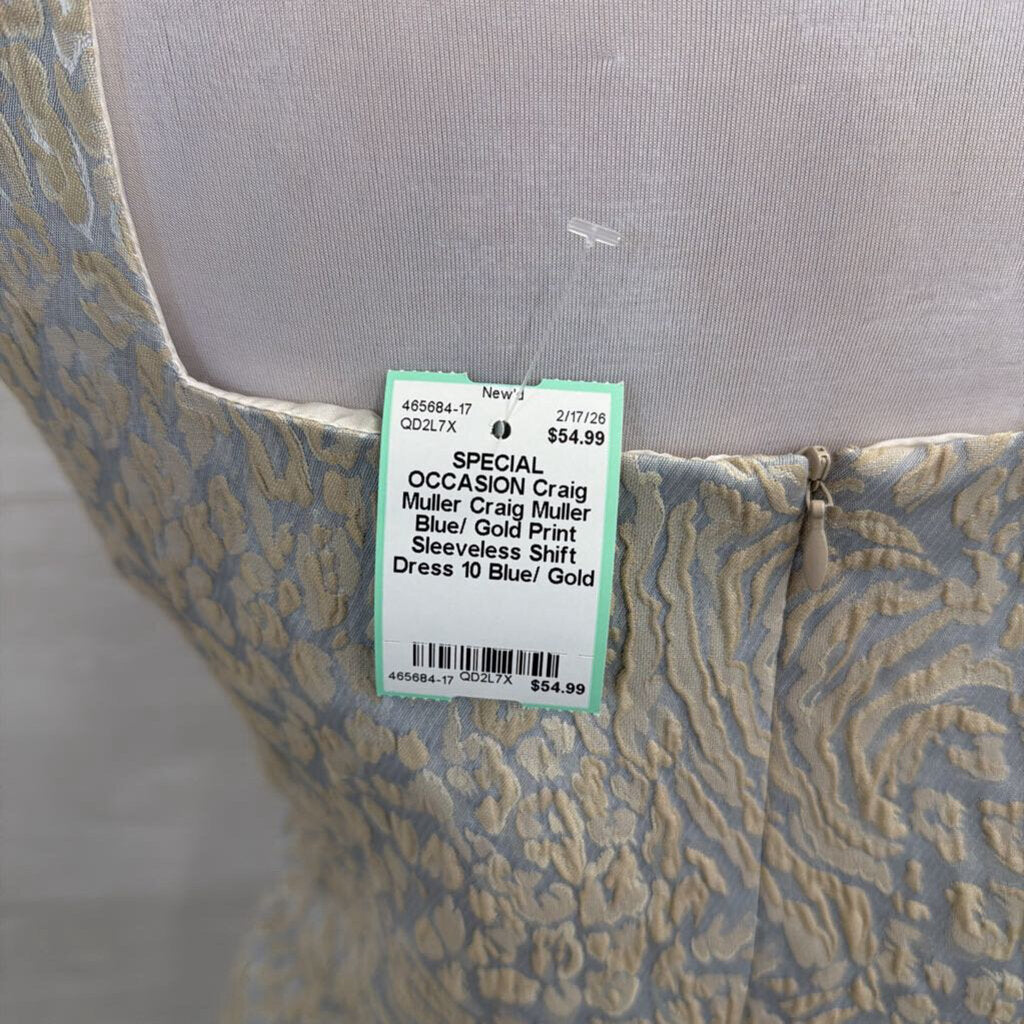 New'd
465684-17 2/17/26
QD2L7X $54.99
SPECIAL
OCCASION Craig
Muller Craig Muller
Blue/ Gold Print
Sleeveless Shift
Dress 10 Blue/ Gold
465684-17 QD2L7X $54.99